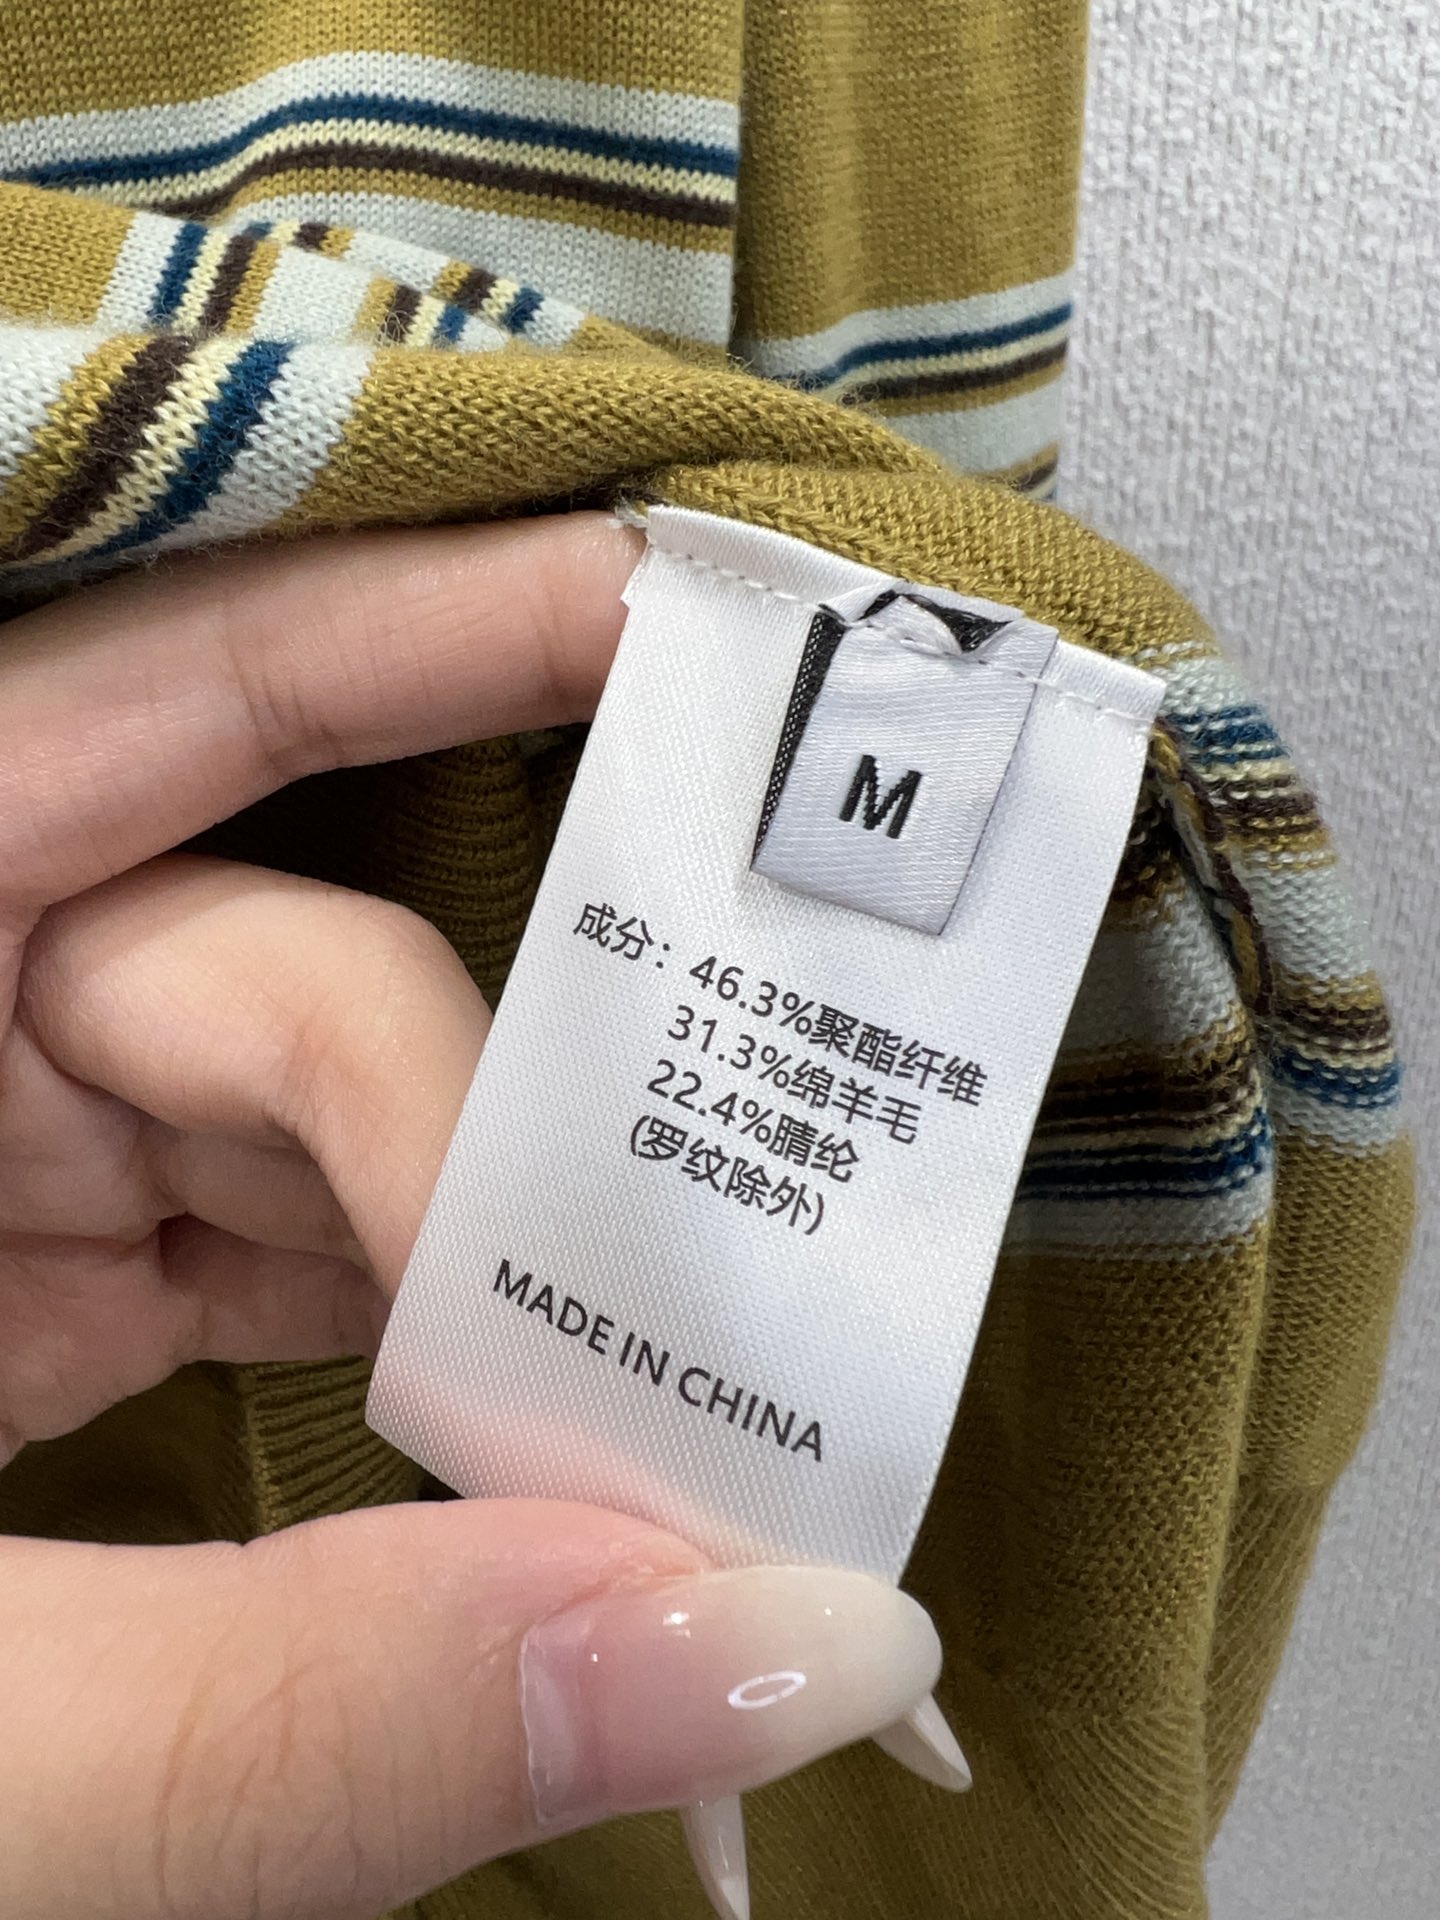 M
成分：46.3%聚酯纤维
31.3%绵羊毛
22.4%腈纶
(罗纹除外)
MADE IN CHINA